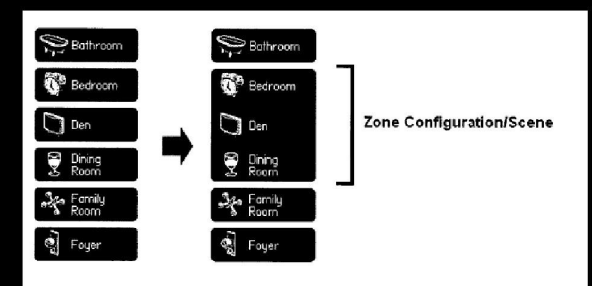 Bathroom
Bedroom
Den
Dining
Room
Family
Room
Foyer
Bathroom
Bedroom
Den
Dining
Room
Family
Room
Foyer
Zone Configuration/Scene